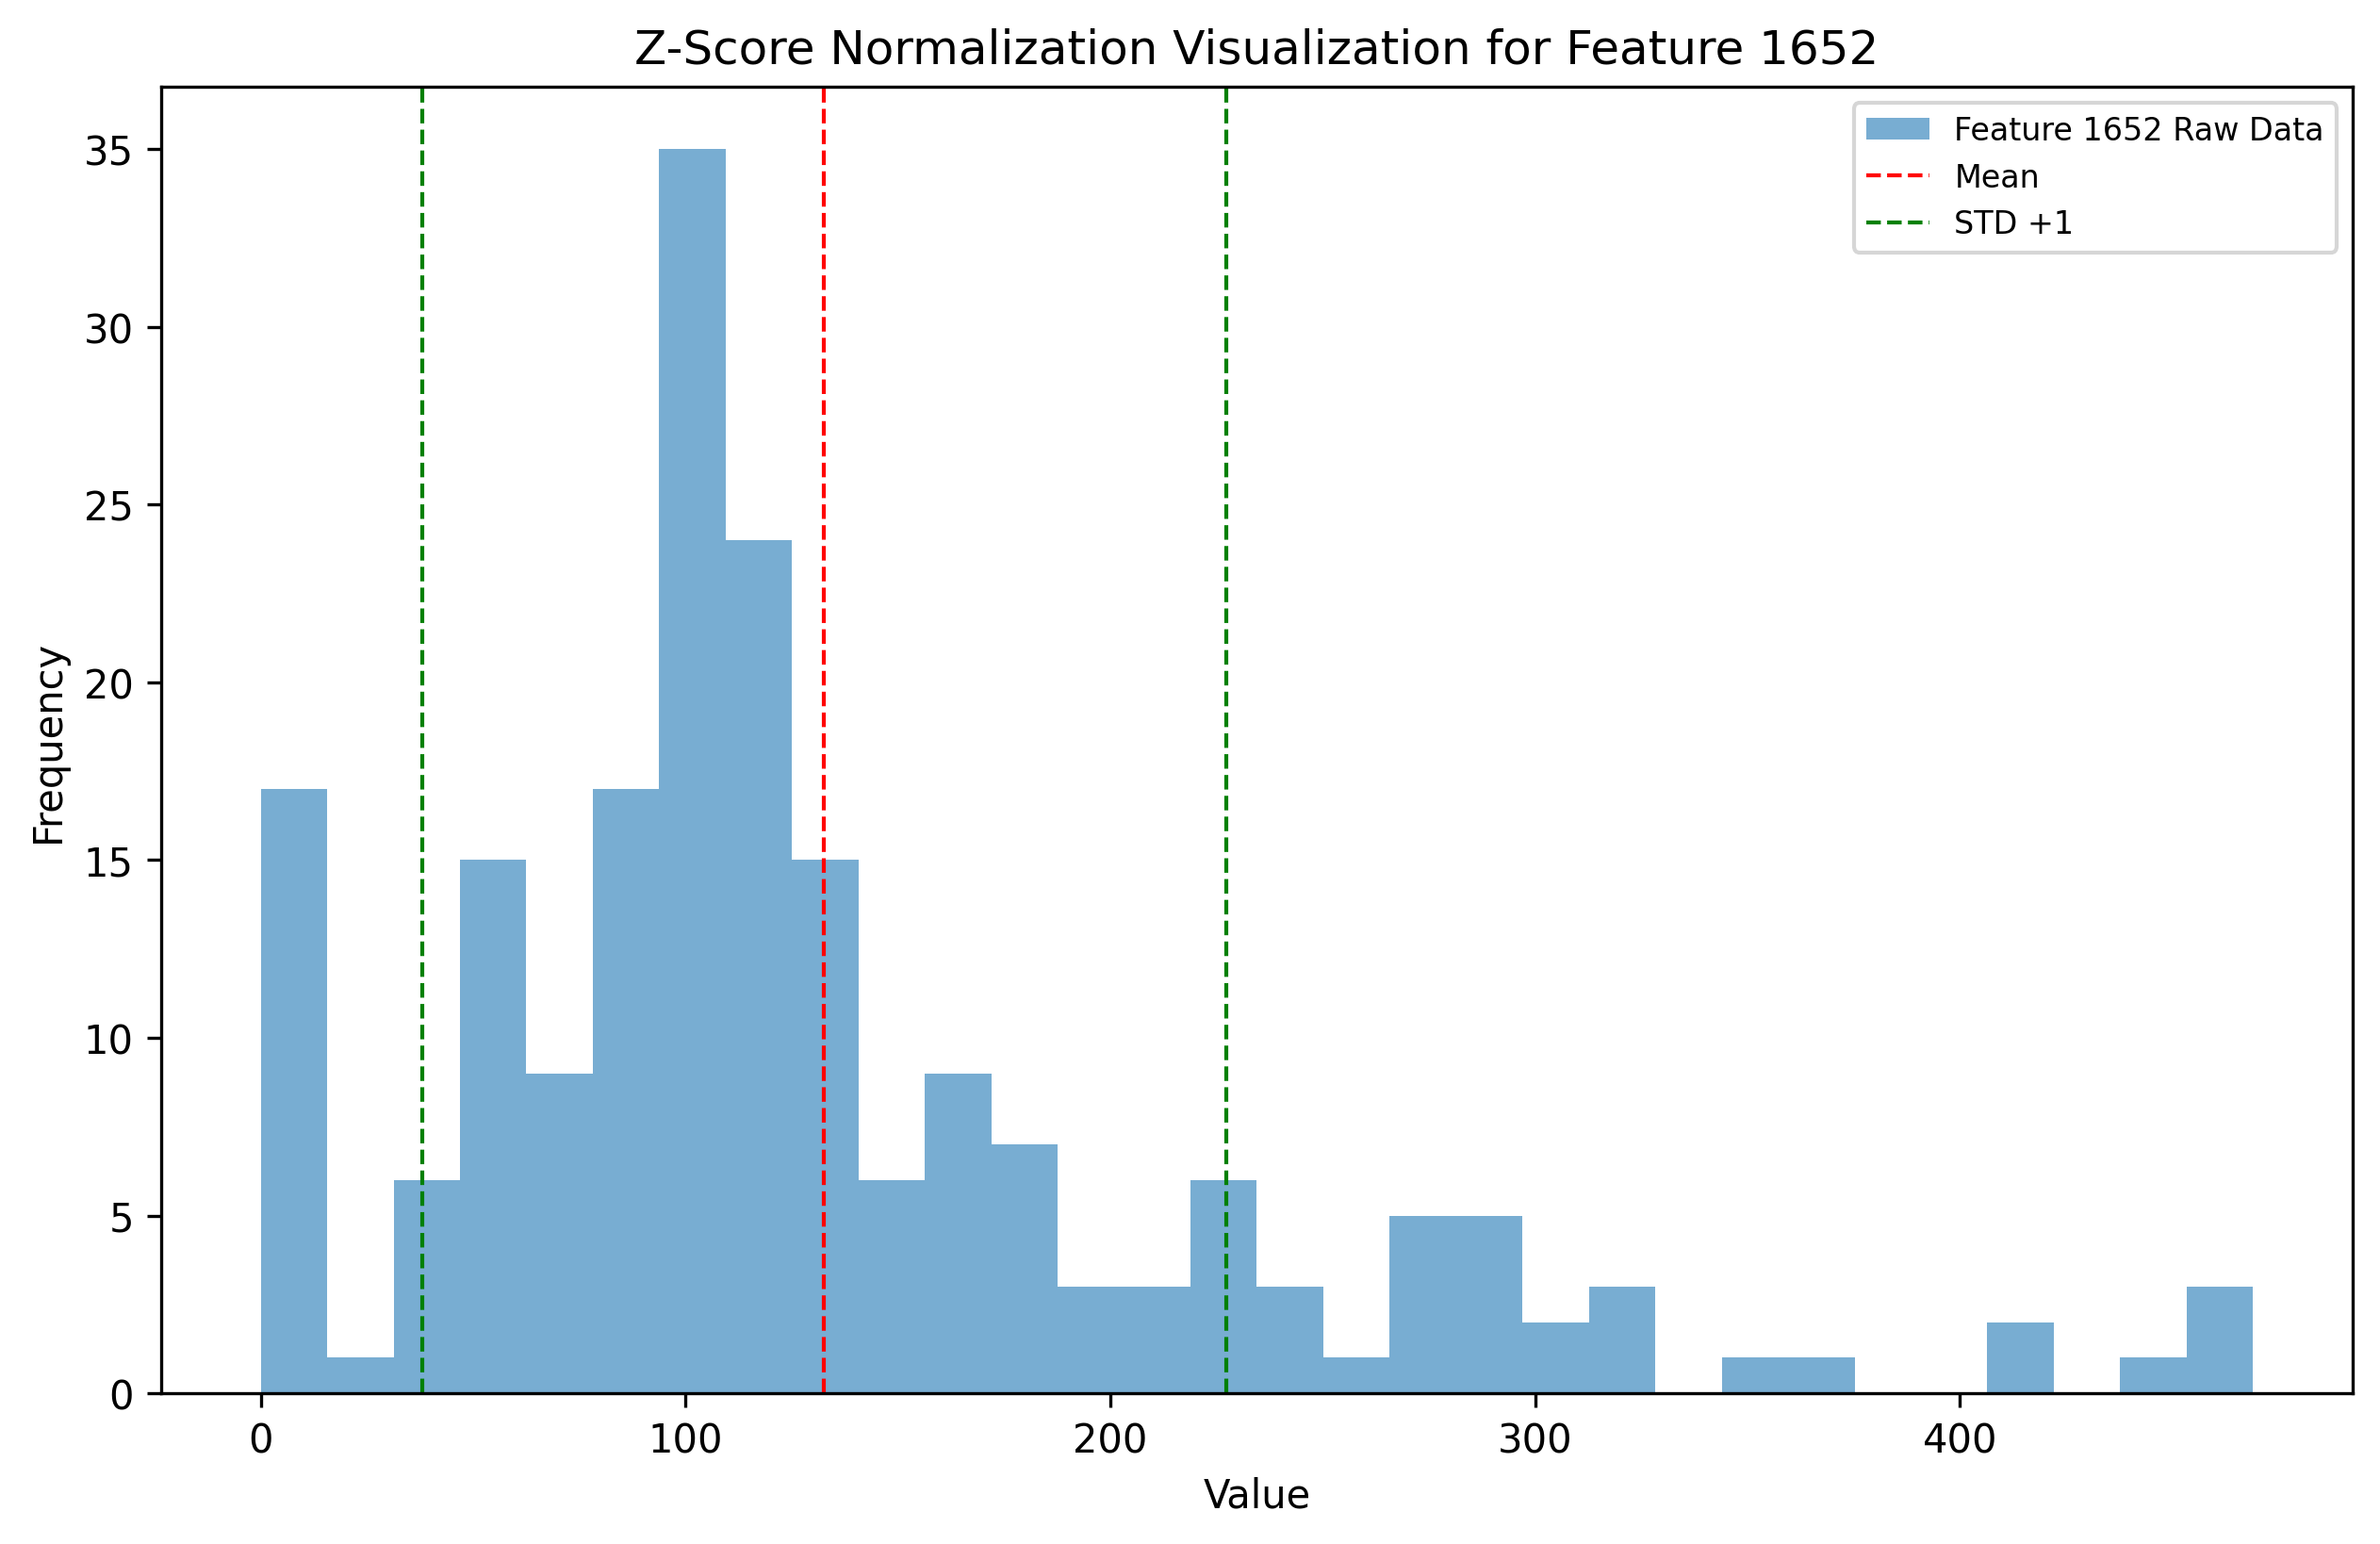 Z-Score Normalization Visualization for Feature 1652
Feature 1652 Raw Data
Mean
STD +1
35
30
25
20
15
10
5
0
Frequency
0 100 200 300 400
Value